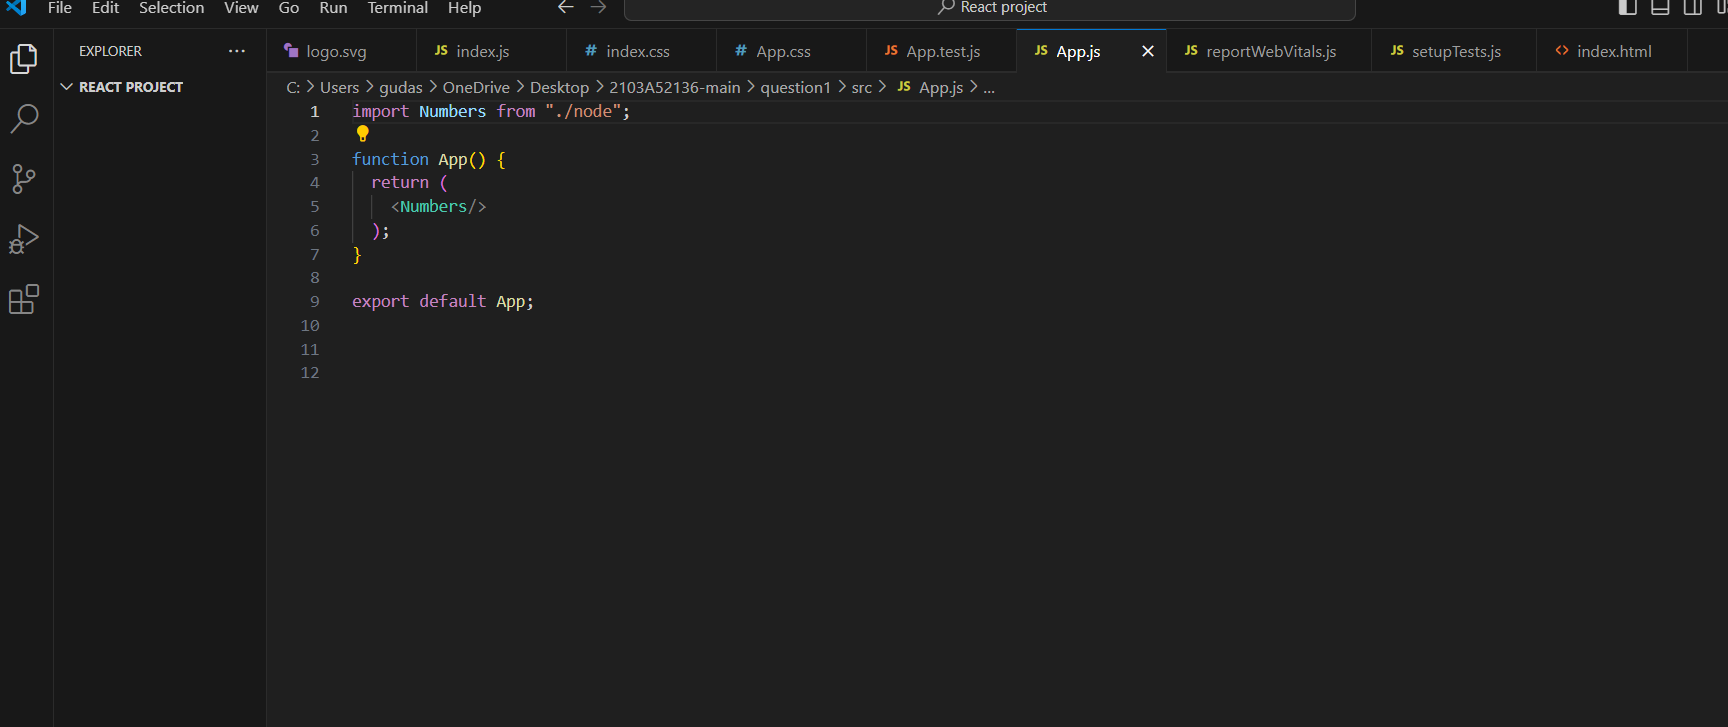 File Edit Selection View Go Run Terminal Help React project
EXPLORER
logo.svg JS index.js # index.css # App.css JS App.test.js JS App.js JS reportWebVitals.js JS setupTests.js <> index.html
REACT PROJECT
C: > Users > gudas > OneDrive > Desktop > 2103A52136-main > question1 > src > JS App.js > ...
1 import Numbers from "./node";
2
3 function App() {
4 return (
5 <Numbers/>
6 );
7 }
8
9 export default App;
10
11
12